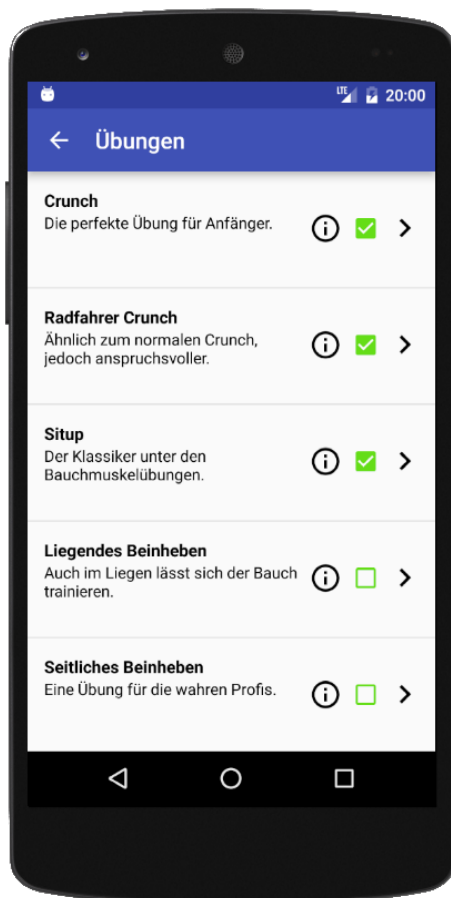 LTE 20:00
Übungen
Crunch
Die perfekte Übung für Anfänger.
Radfahrer Crunch
Ähnlich zum normalen Crunch,
jedoch anspruchsvoller.
Situp
Der Klassiker unter den
Bauchmuskelübungen.
Liegendes Beinheben
Auch im Liegen lässt sich der Bauch
trainieren.
Seitliches Beinheben
Eine Übung für die wahren Profis.